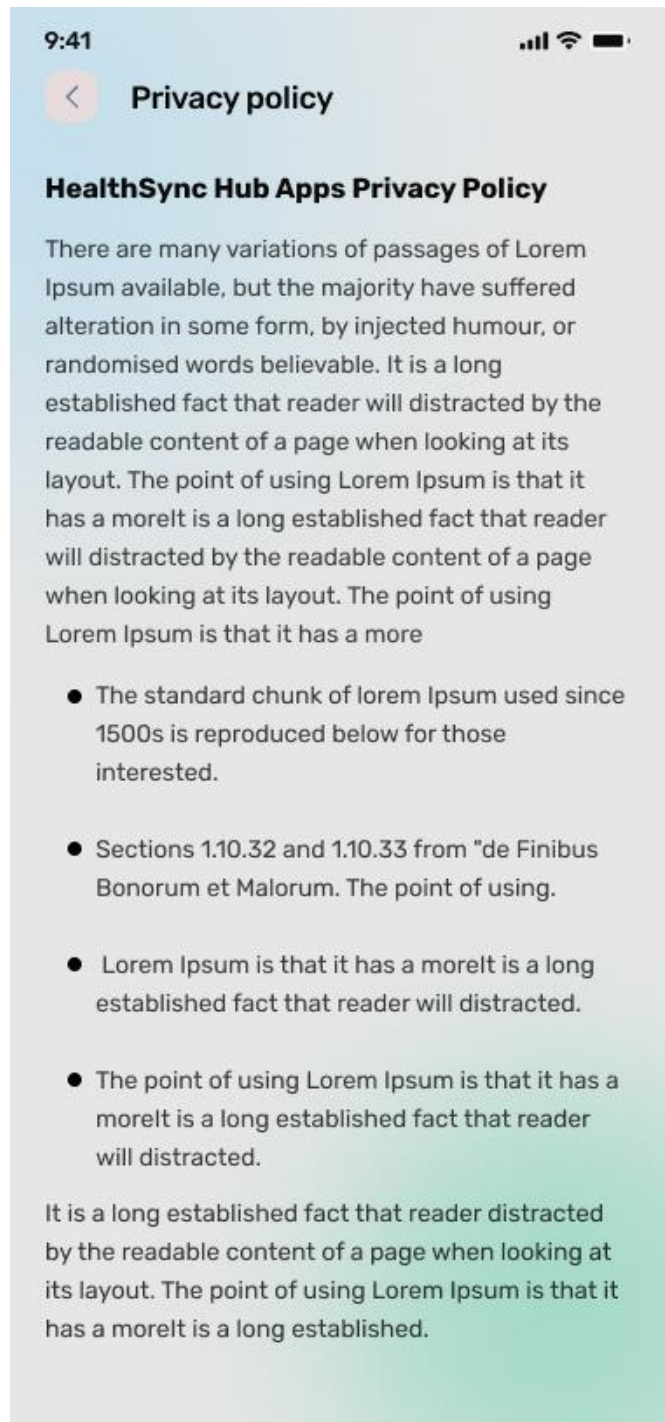 9:41
Privacy policy
HealthSync Hub Apps Privacy Policy
There are many variations of passages of Lorem
Ipsum available, but the majority have suffered
alteration in some form, by injected humour, or
randomised words believable. It is a long
established fact that reader will distracted by the
readable content of a page when looking at its
layout. The point of using Lorem Ipsum is that it
has a moreIt is a long established fact that reader
will distracted by the readable content of a page
when looking at its layout. The point of using
Lorem Ipsum is that it has a more
● The standard chunk of lorem Ipsum used since
1500s is reproduced below for those
interested.
● Sections 1.10.32 and 1.10.33 from "de Finibus
Bonorum et Malorum. The point of using.
● Lorem Ipsum is that it has a moreIt is a long
established fact that reader will distracted.
● The point of using Lorem Ipsum is that it has a
moreIt is a long established fact that reader
will distracted.
It is a long established fact that reader distracted
by the readable content of a page when looking at
its layout. The point of using Lorem Ipsum is that it
has a moreIt is a long established.